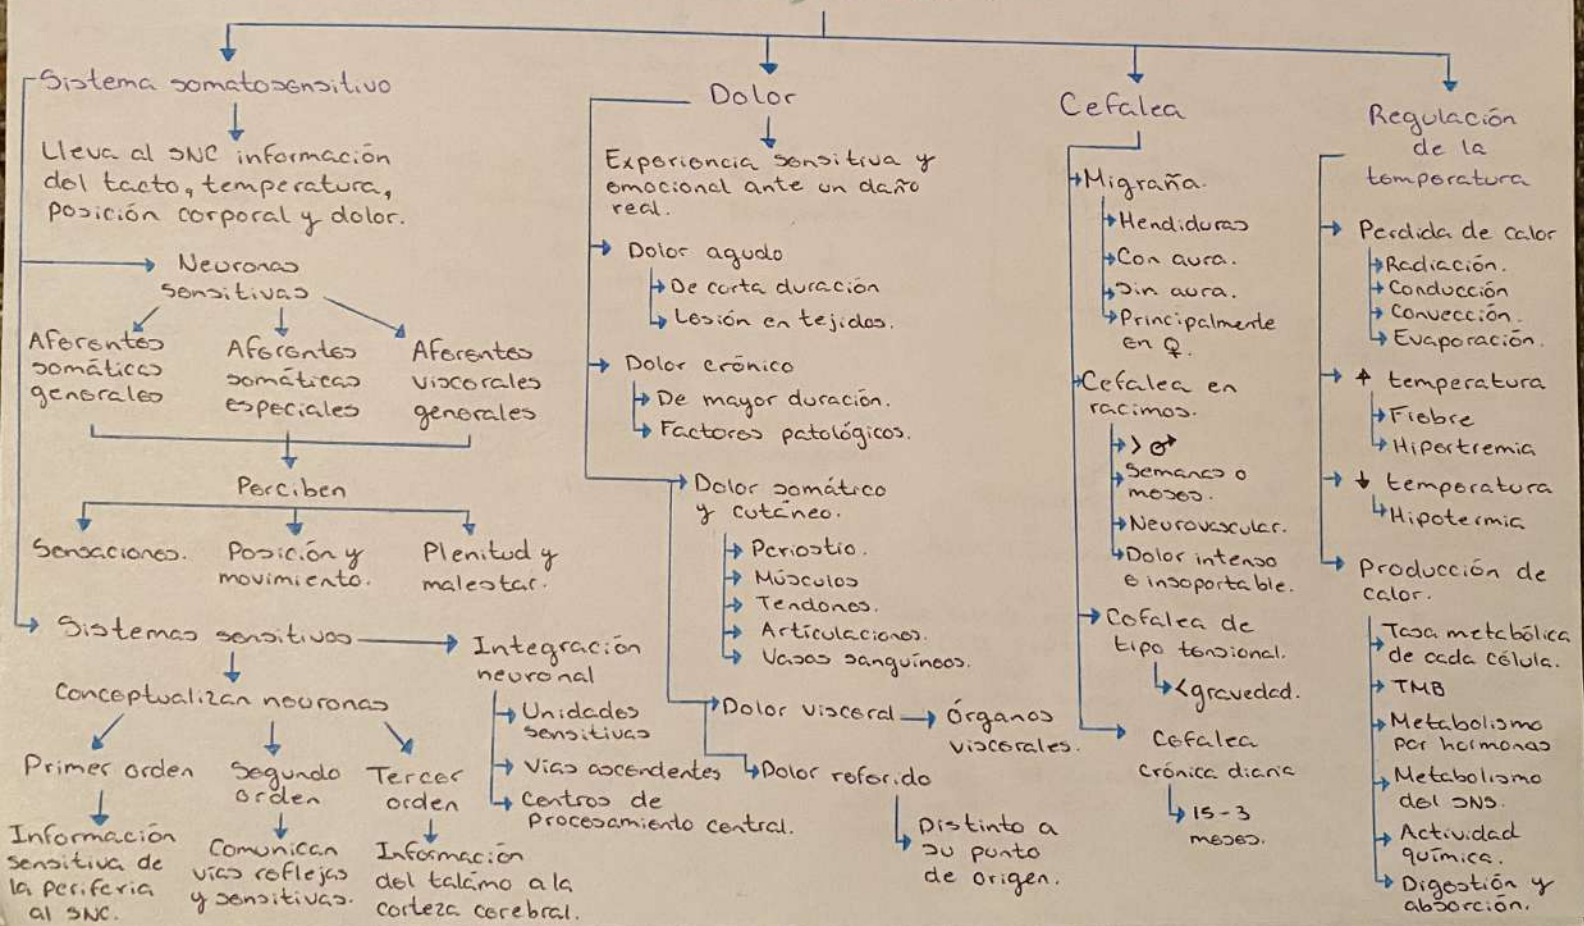 Sistema somatosensitivo
Lleva al SNC información
del tacto, temperatura,
posición corporal y dolor.
Neuronas
sensitivas
Aferentes
somáticas
generales
Aferentes
somáticas
especiales
Aferentes
viscerales
generales
Perciben
Sensaciones.
Posición y
movimiento.
Plenitud y
malestar.
Sistemas sensitivos
Conceptualizan neuronas
Primer orden
Información
sensitiva de
la periferia
al SNC.
Segundo
orden
Comunican
vías reflejas
y sensitivas.
Tercer
orden
Información
del talámo a la
corteza cerebral.
Integración
neuronal
Unidades
sensitivas
Vías ascendentes
Centros de
procesamiento central.
Dolor
Experiencia sensitiva y
emocional ante un daño
real.
Dolor agudo
De corta duración
Lesión en tejidos.
Dolor crónico
De mayor duración.
Factores patológicos.
Dolor somático
y cutáneo.
Periostio.
Músculos
Tendones.
Artículaciones.
Vasos sanguíneos.
Dolor visceral
Órganos
viscerales.
Dolor referido
Distinto a
su punto
de origen.
Cefalea
Migraña.
Hendiduras
Con aura.
Sin aura.
Principalmente
en ♀.
Cefalea en
racimos.
> ♂
Semanas o
meses.
Neurovascular.
Dolor intenso
e insoportable.
Cefalea de
tipo tensional.
<gravedad.
Cefalea
crónica diaria
15-3
meses.
Regulación
de la
temperatura
Perdida de calor
Radiación.
Conducción
Convección.
Evaporación.
↑ temperatura
Fiebre
Hipertremia
↓ temperatura
Hipotermia
Producción de
calor.
Tasa metabólica
de cada célula.
TMB
Metabolismo
por hormonas
Metabolismo
del SNS.
Actividad
química.
Digestión y
absorción.